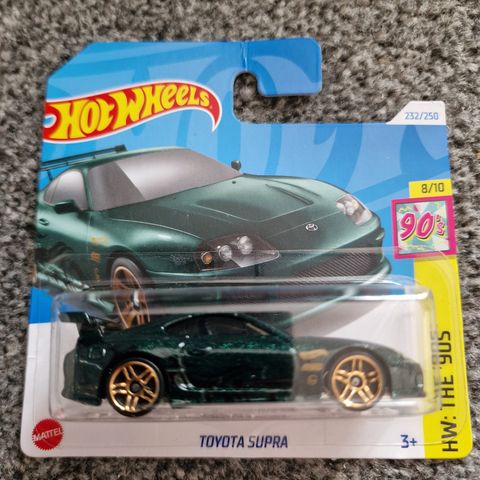 HOT WHEELS
232/250
8/10
90's
HW: THE '90S
MATTEL
TOYOTA SUPRA
3+